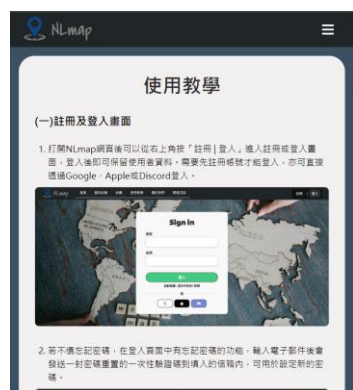 NLmap
使用教學
(一)註冊及登入畫面
1. 打開NLmap網頁後可以從右上角按「註冊 | 登入」進入註冊或登入畫
面，登入後即可保留使用者資料。需要先註冊帳號才能登入，亦可直接
透過Google、Apple或Discord登入。
Sign in
登入
2. 若不慎忘記密碼，在登入頁面中有忘記密碼的功能，輸入電子郵件後會
發送一封密碼重置的一次性驗證碼到填入的信箱內，可用於設定新的密
碼。